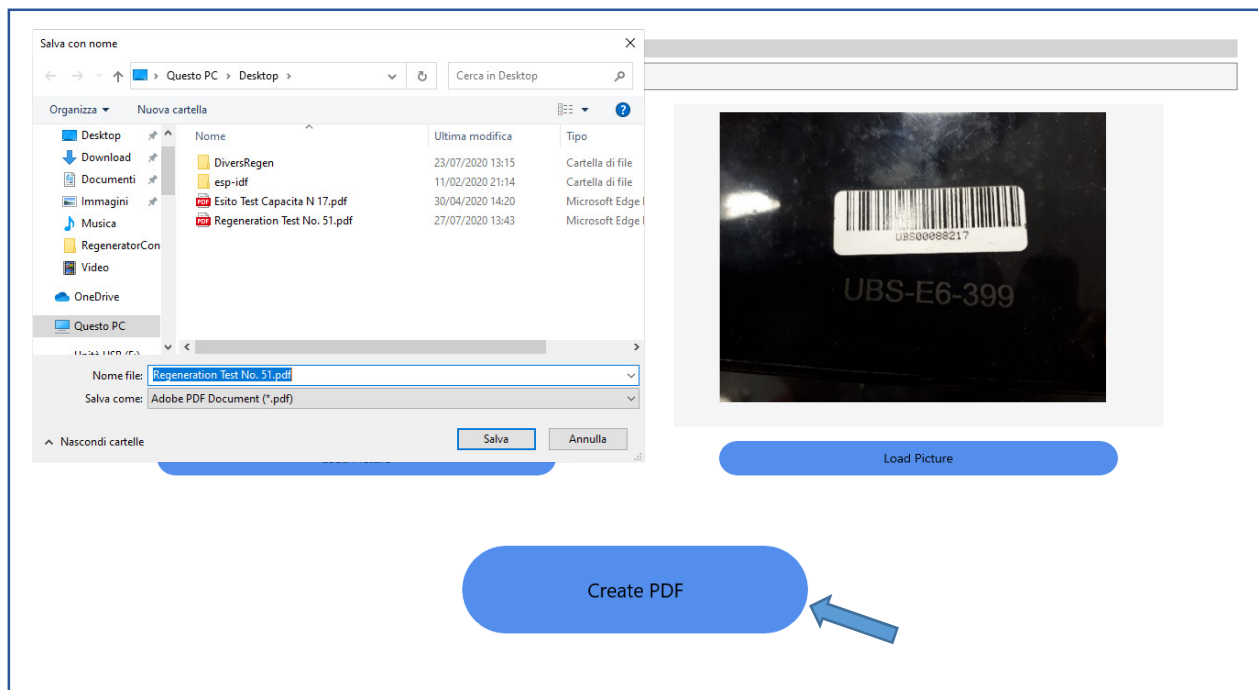 Salva con nome
Questo PC > Desktop >
Cerca in Desktop
Organizza
Nuova cartella
Desktop
Download
Documenti
Immagini
Musica
RegeneratorCon
Video
OneDrive
Questo PC
Nome Ultima modifica Tipo
DiversRegen 23/07/2020 13:15 Cartella di file
esp-idf 11/02/2020 21:14 Cartella di file
PDF Esito Test Capacita N 17.pdf 30/04/2020 14:20 Microsoft Edge
PDF Regeneration Test No. 51.pdf 27/07/2020 13:43 Microsoft Edge
Nome file: Regeneration Test No. 51.pdf
Salva come: Adobe PDF Document (*.pdf)
Nascondi cartelle
Salva
Annulla
UBS00088217
UBS-E6-399
Load Picture
Create PDF